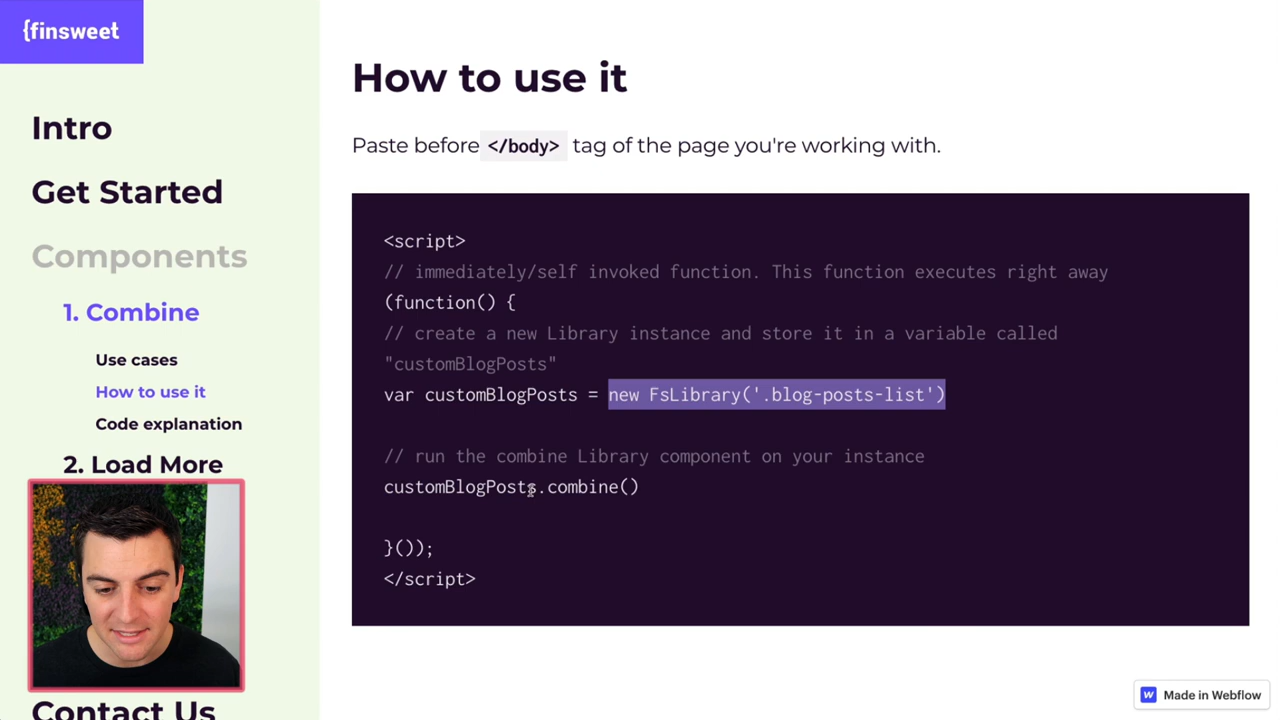 {finsweet
Intro
Get Started
Components
1. Combine
Use cases
How to use it
Code explanation
2. Load More
Contact Us
How to use it
Paste before </body> tag of the page you're working with.
<script>
// immediately/self invoked function. This function executes right away
(function() {
// create a new Library instance and store it in a variable called
"customBlogPosts"
var customBlogPosts = new FsLibrary('.blog-posts-list')
// run the combine Library component on your instance
customBlogPosts.combine()
}());
</script>
W Made in Webflow